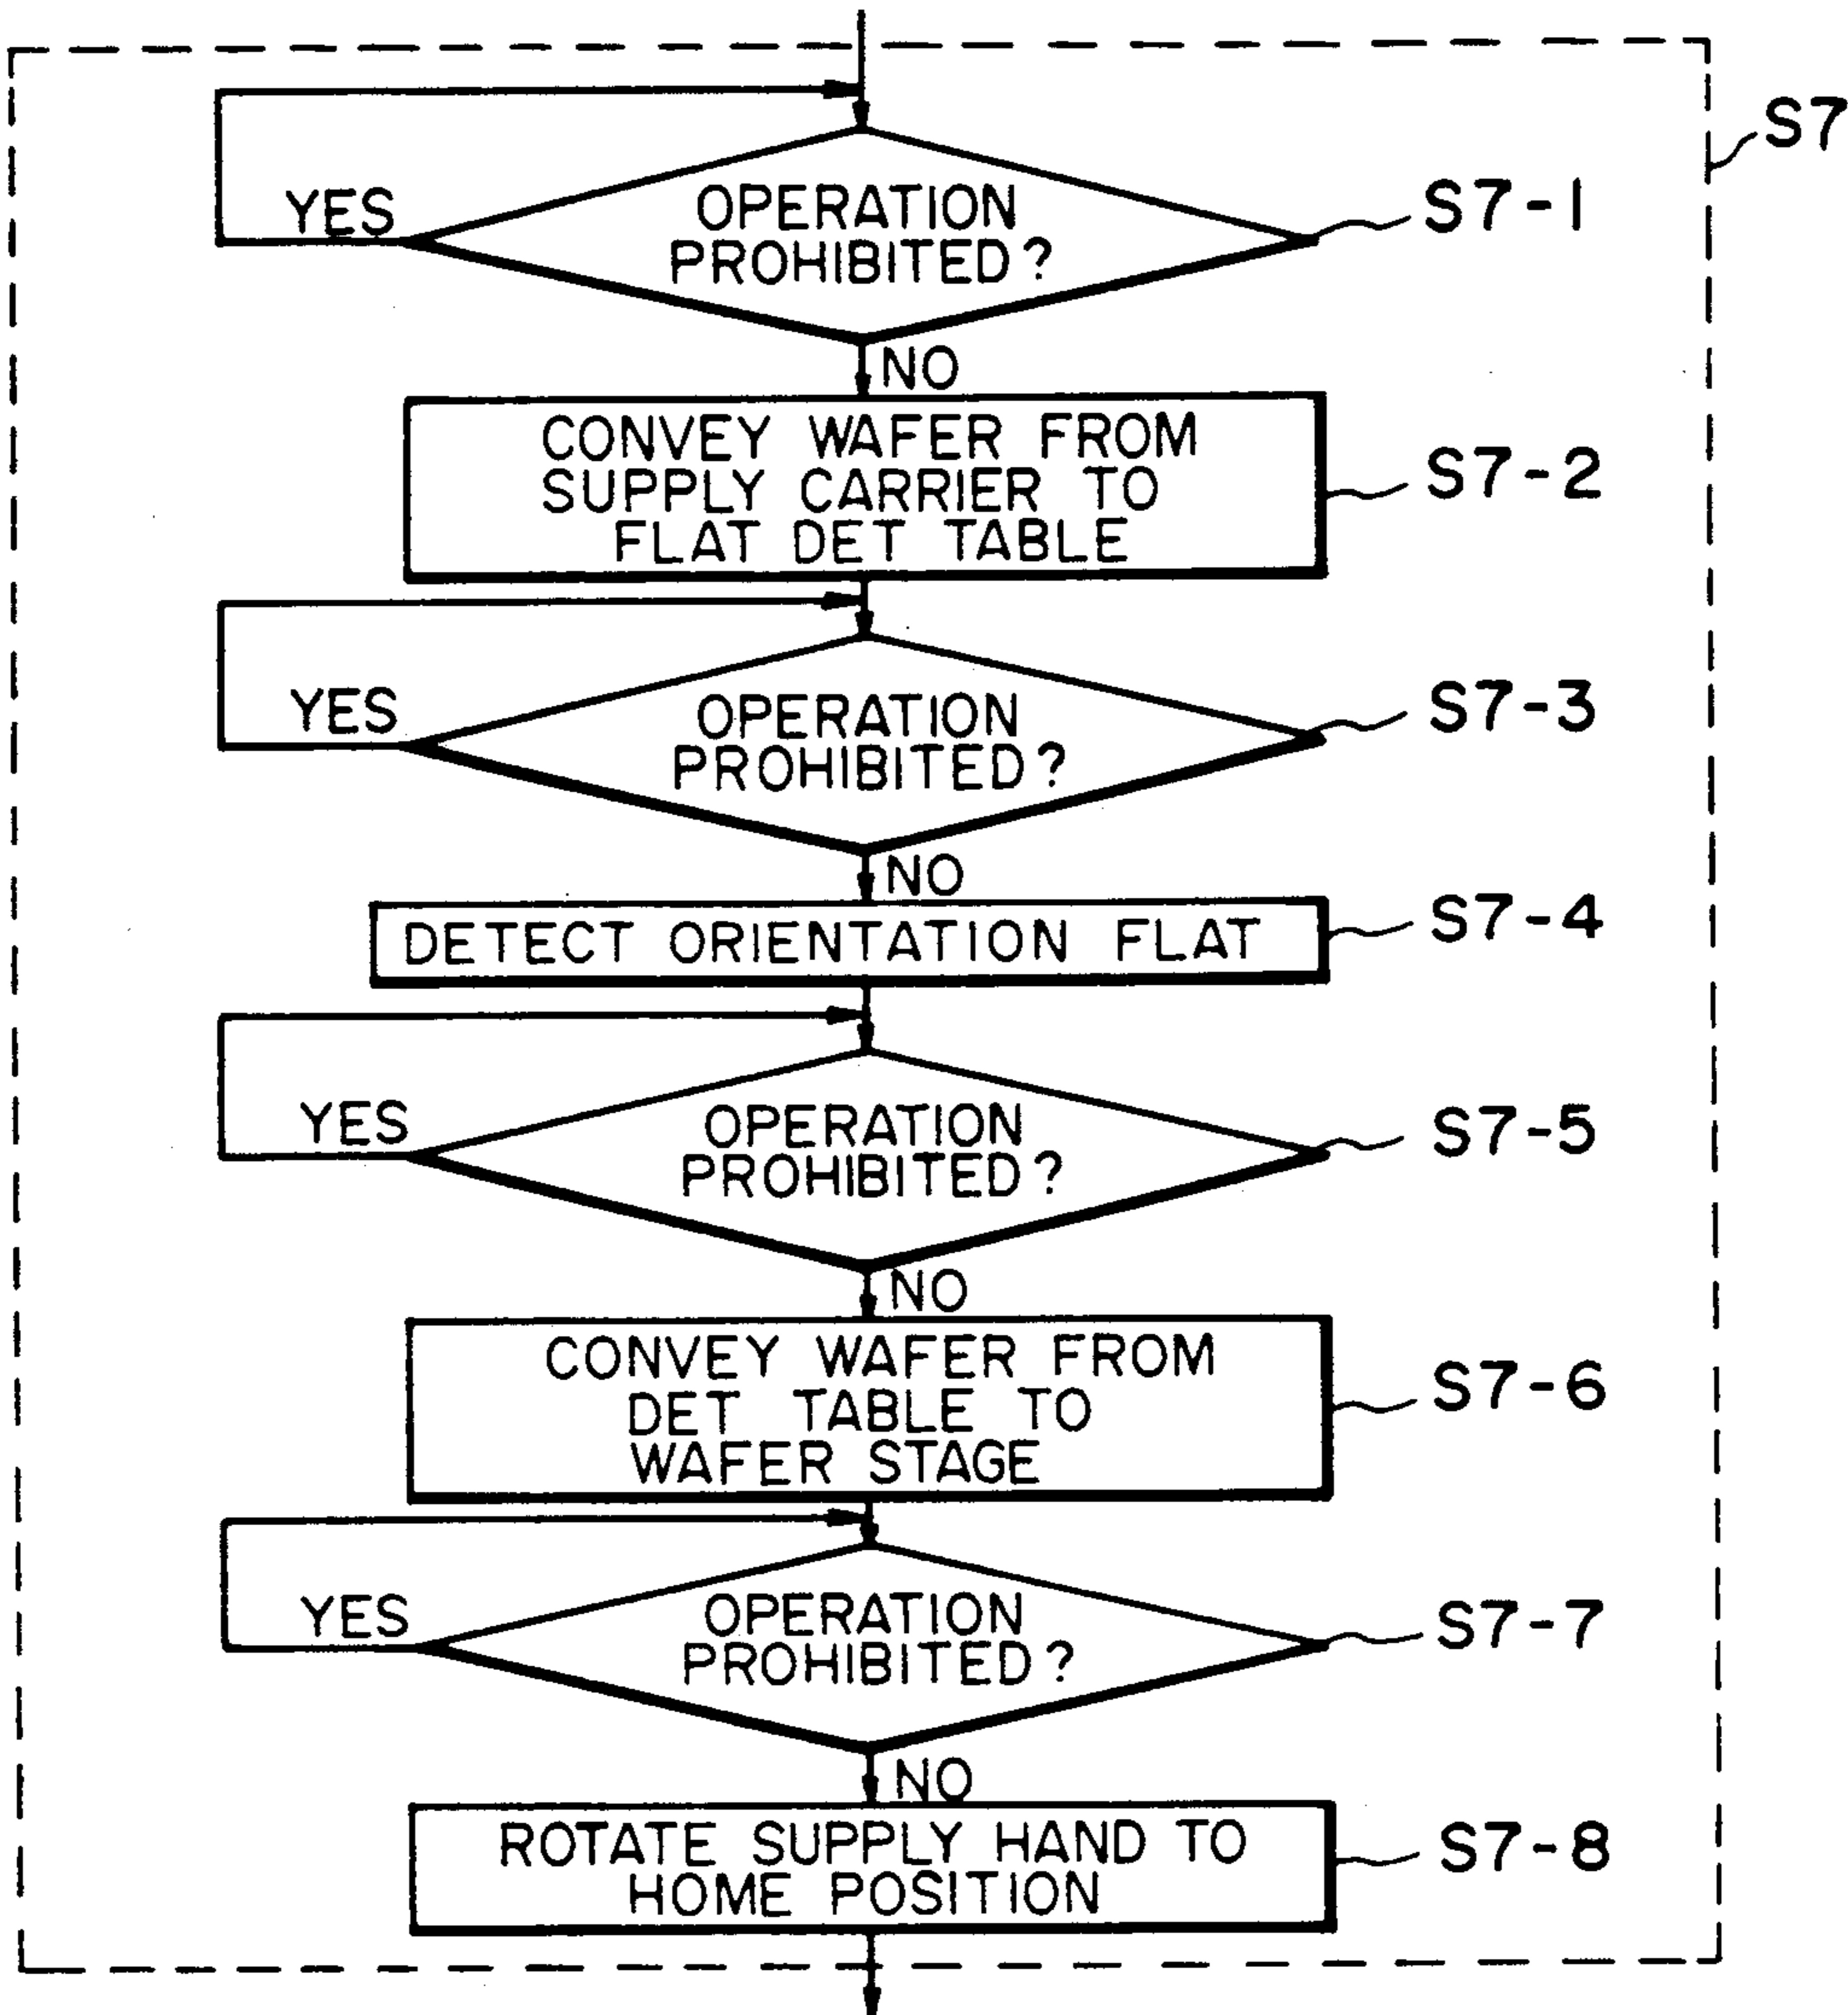 S7
OPERATION
PROHIBITED?
YES
S7-1
NO
CONVEY WAFER FROM
SUPPLY CARRIER TO
FLAT DET TABLE
S7-2
OPERATION
PROHIBITED?
YES
S7-3
NO
DETECT ORIENTATION FLAT
S7-4
OPERATION
PROHIBITED?
YES
S7-5
NO
CONVEY WAFER FROM
DET TABLE TO
WAFER STAGE
S7-6
OPERATION
PROHIBITED?
YES
S7-7
NO
ROTATE SUPPLY HAND TO
HOME POSITION
S7-8